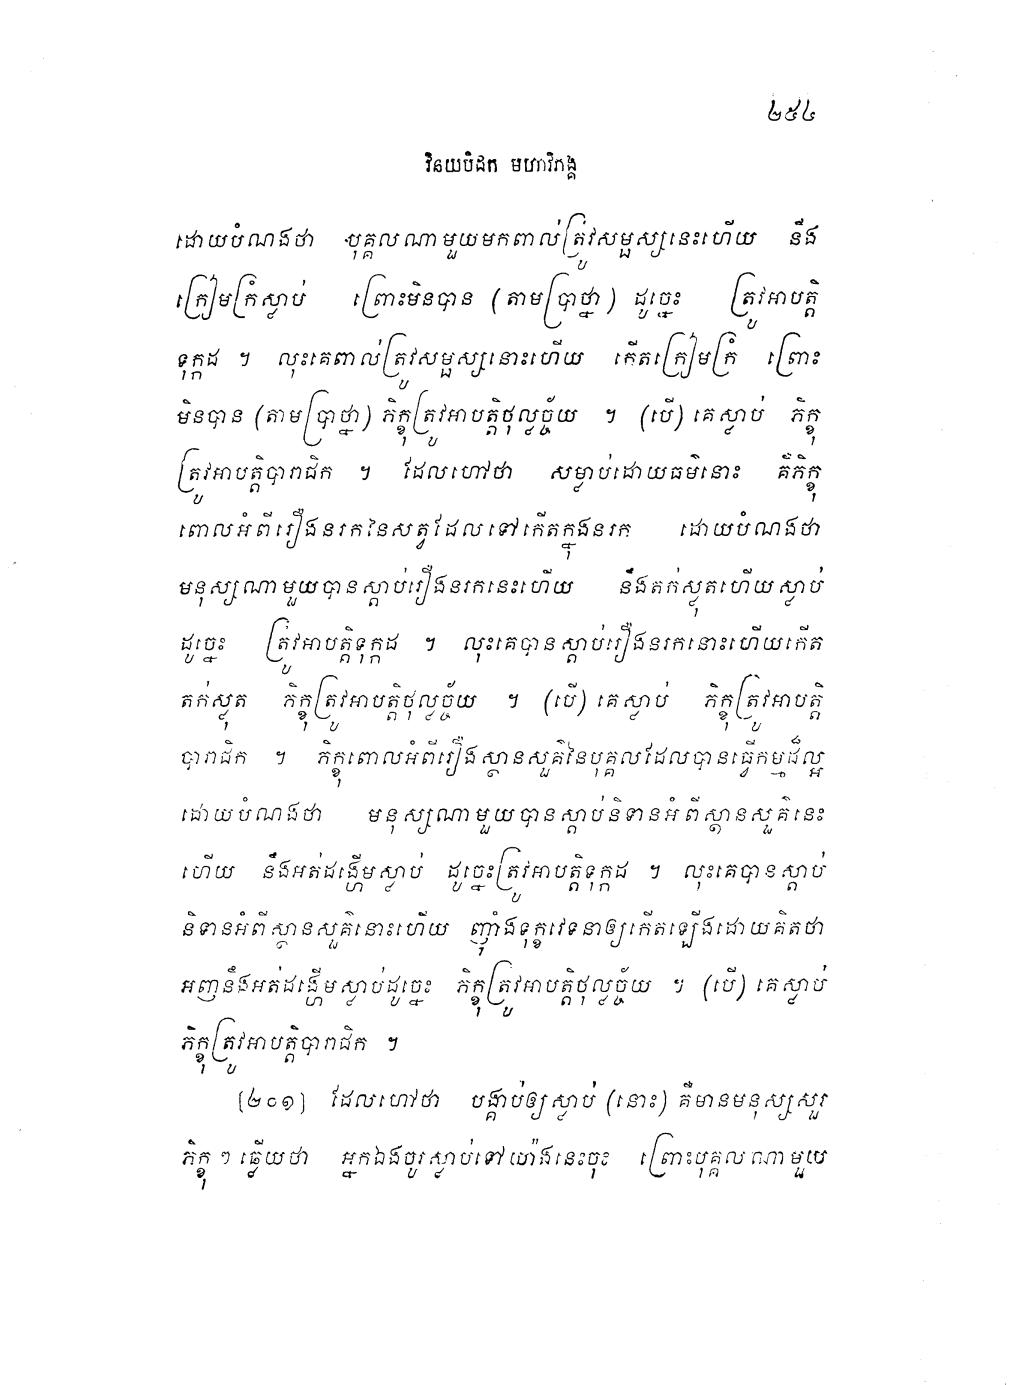 ២៥៤
វិនយបិដក មហាវិភង្គ
ដោយបំណងថា បុគ្គលណាមួយមកពាល់ត្រូវសម្ផស្សនេះហើយ នឹង
ក្រៀមក្រំស្លាប់ ព្រោះមិនបាន (តាមប្រាថ្នា) ដូច្នេះ ត្រូវអាបត្តិ
ទុក្កដ ។ លុះគេពាល់ត្រូវសម្ផស្សនោះហើយ កើតក្រៀមក្រំ ព្រោះ
មិនបាន (តាមប្រាថ្នា) ភិក្ខុត្រូវអាបត្តិថុល្លច្ច័យ ។ (បើ) គេស្លាប់ ភិក្ខុ
ត្រូវអាបត្តិបារាជិក ។ ដែលហៅថា សម្លាប់ដោយធម៌នោះ គឺភិក្ខុ
ពោលអំពីរឿងនរកនៃសត្វដែលទៅកើតក្នុងនរក ដោយបំណងថា
មនុស្សណាមួយបានស្តាប់រឿងនរកនេះហើយ នឹងតក់ស្លុតហើយស្លាប់
ដូច្នេះ ត្រូវអាបត្តិទុក្កដ ។ លុះគេបានស្តាប់រឿងនរកនោះហើយកើត
តក់ស្លុត ភិក្ខុត្រូវអាបត្តិថុល្លច្ច័យ ។ (បើ) គេស្លាប់ ភិក្ខុត្រូវអាបត្តិ
បារាជិក ។ ភិក្ខុពោលអំពីរឿងស្ថានសួគ៌នៃបុគ្គលដែលបានធ្វើកម្មដ៏ល្អ
ដោយបំណងថា មនុស្សណាមួយបានស្តាប់និទានអំពីស្ថានសួគ៌នេះ
ហើយ នឹងអត់ដង្ហើមស្លាប់ ដូច្នេះត្រូវអាបត្តិទុក្កដ ។ លុះគេបានស្តាប់
និទានអំពីស្ថានសួគ៌នោះហើយ ញ៉ាំងទុក្ខវេទនាឲ្យកើតឡើងដោយគិតថា
អញនឹងអត់ដង្ហើមស្លាប់ដូច្នេះ ភិក្ខុត្រូវអាបត្តិថុល្លច្ច័យ ។ (បើ) គេស្លាប់
ភិក្ខុត្រូវអាបត្តិបារាជិក ។
[២០១] ដែលហៅថា បង្គាប់ឲ្យស្លាប់ (នោះ) គឺមានមនុស្សសួរ
ភិក្ខុ ៗ ឆ្លើយថា អ្នកឯងចូរស្លាប់ទៅយ៉ាងនេះចុះ ព្រោះបុគ្គលណាមួយ